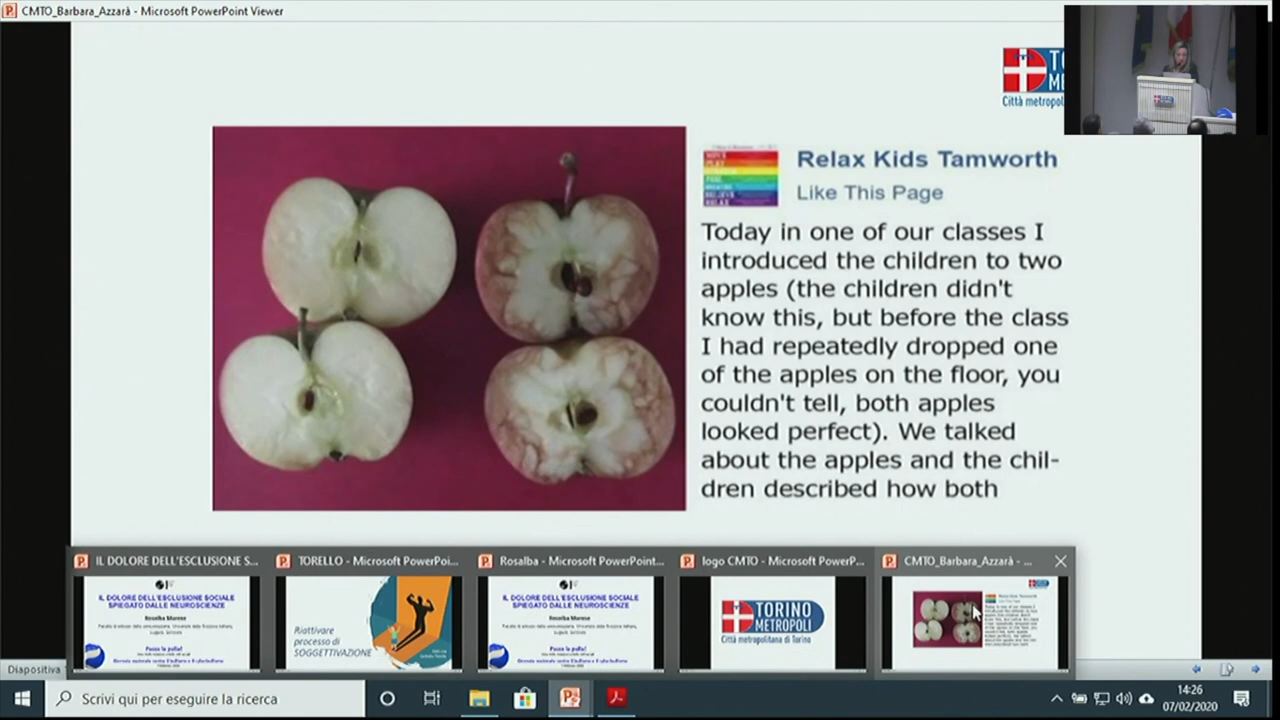 CMTO_Barbara_Azzarà - Microsoft PowerPoint Viewer
Città metropol
Relax Kids Tamworth
Like This Page
Today in one of our classes I
introduced the children to two
apples (the children didn't
know this, but before the class
I had repeatedly dropped one
of the apples on the floor, you
couldn't tell, both apples
looked perfect). We talked
about the apples and the chil-
dren described how both
IL DOLORE DELL'ESCLUSIONE S...
TORELLO - Microsoft PowerPoi...
Rosalba - Microsoft PowerPoint...
logo CMTO - Microsoft PowerP...
CMTO_Barbara_Azzarà - ...
IL DOLORE DELL'ESCLUSIONE SOCIALE
SPIEGATO DALLE NEUROSCIENZE
Rosalba Morese
Riattivare
processo di
SOGGETTIVAZIONE
IL DOLORE DELL'ESCLUSIONE SOCIALE
SPIEGATO DALLE NEUROSCIENZE
Rosalba Morese
TORINO
METROPOLI
Città metropolitana di Torino
Diapositiva
Scrivi qui per eseguire la ricerca
14:26
07/02/2020